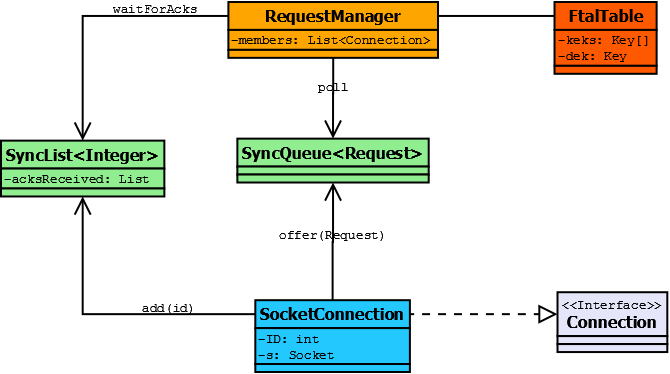 waitForAcks
RequestManager
-members: List<Connection>
FtalTable
-keks: Key[]
-dek: Key
poll
SyncList<Integer>
-acksReceived: List
SyncQueue<Request>
offer(Request)
add(id)
SocketConnection
-ID: int
-s: Socket
<<Interface>>
Connection